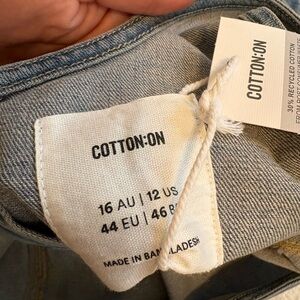 COTTON:ON
16 AU | 12 US
44 EU | 46
MADE IN BANGLADESH
COTTON:ON
30% RECYCLED COTTON